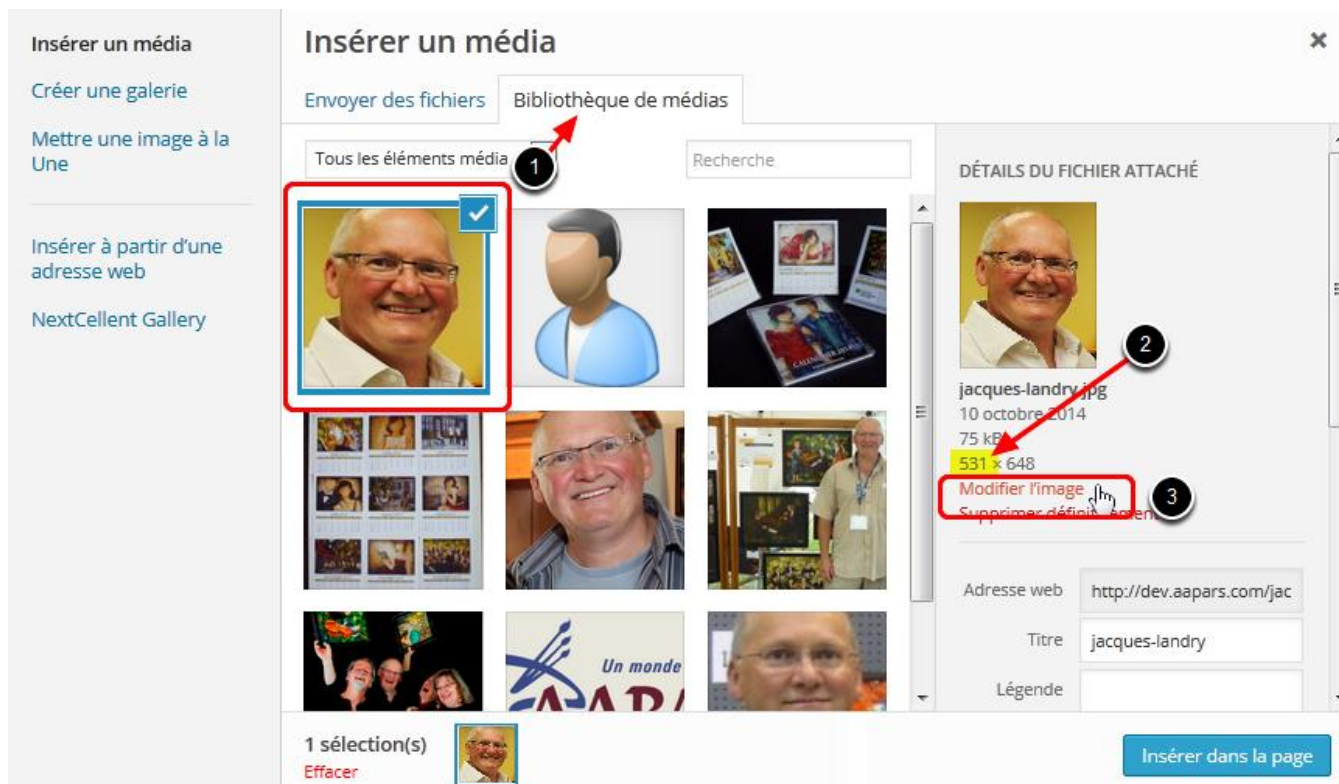 Insérer un média
Créer une galerie
Mettre une image à la
Une
Insérer à partir d'une
adresse web
NextCellent Gallery
Insérer un média
Envoyer des fichiers
Bibliothèque de médias
Tous les éléments média
1
Recherche
DÉTAILS DU FICHIER ATTACHÉ
2
jacques-landry.jpg
10 octobre 2014
75 kB
531 × 648
Modifier l'image
3
Supprimer définitivement
Adresse web
http://dev.aapars.com/jac
Titre
jacques-landry
Légende
Un monde
AAPA
1 sélection(s)
Effacer
Insérer dans la page